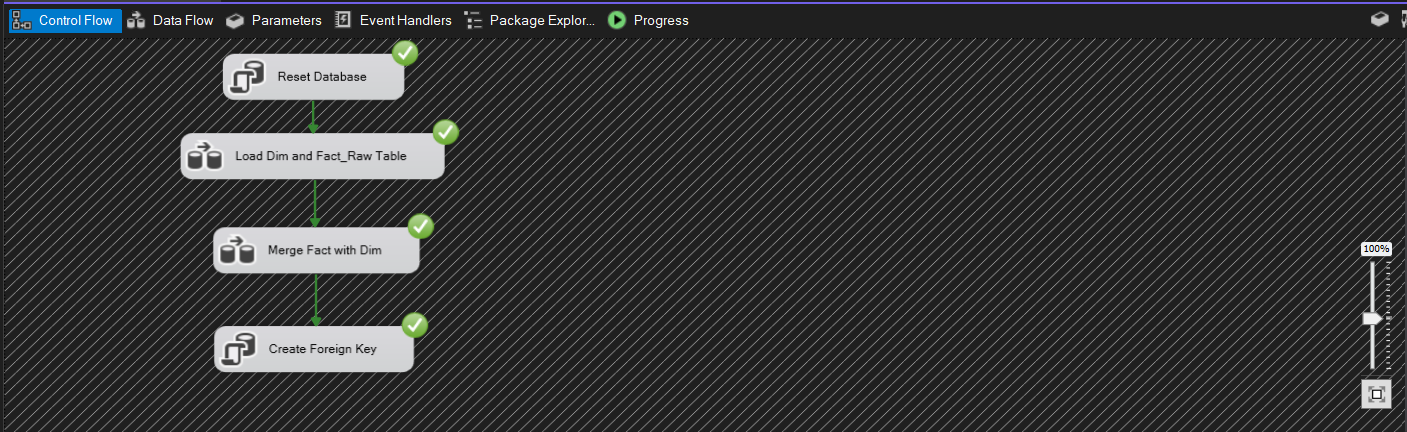 Control Flow Data Flow Parameters Event Handlers Package Explor... Progress
Reset Database
Load Dim and Fact_Raw Table
Merge Fact with Dim
100%
Create Foreign Key